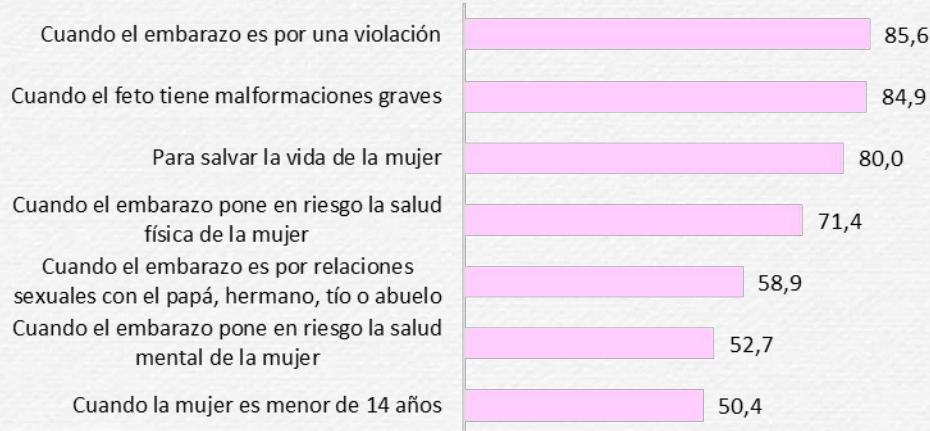 Cuando el embarazo es por una violación 85,6
Cuando el feto tiene malformaciones graves 84,9
Para salvar la vida de la mujer 80,0
Cuando el embarazo pone en riesgo la salud
física de la mujer 71,4
Cuando el embarazo es por relaciones
sexuales con el papá, hermano, tío o abuelo 58,9
Cuando el embarazo pone en riesgo la salud
mental de la mujer 52,7
Cuando la mujer es menor de 14 años 50,4